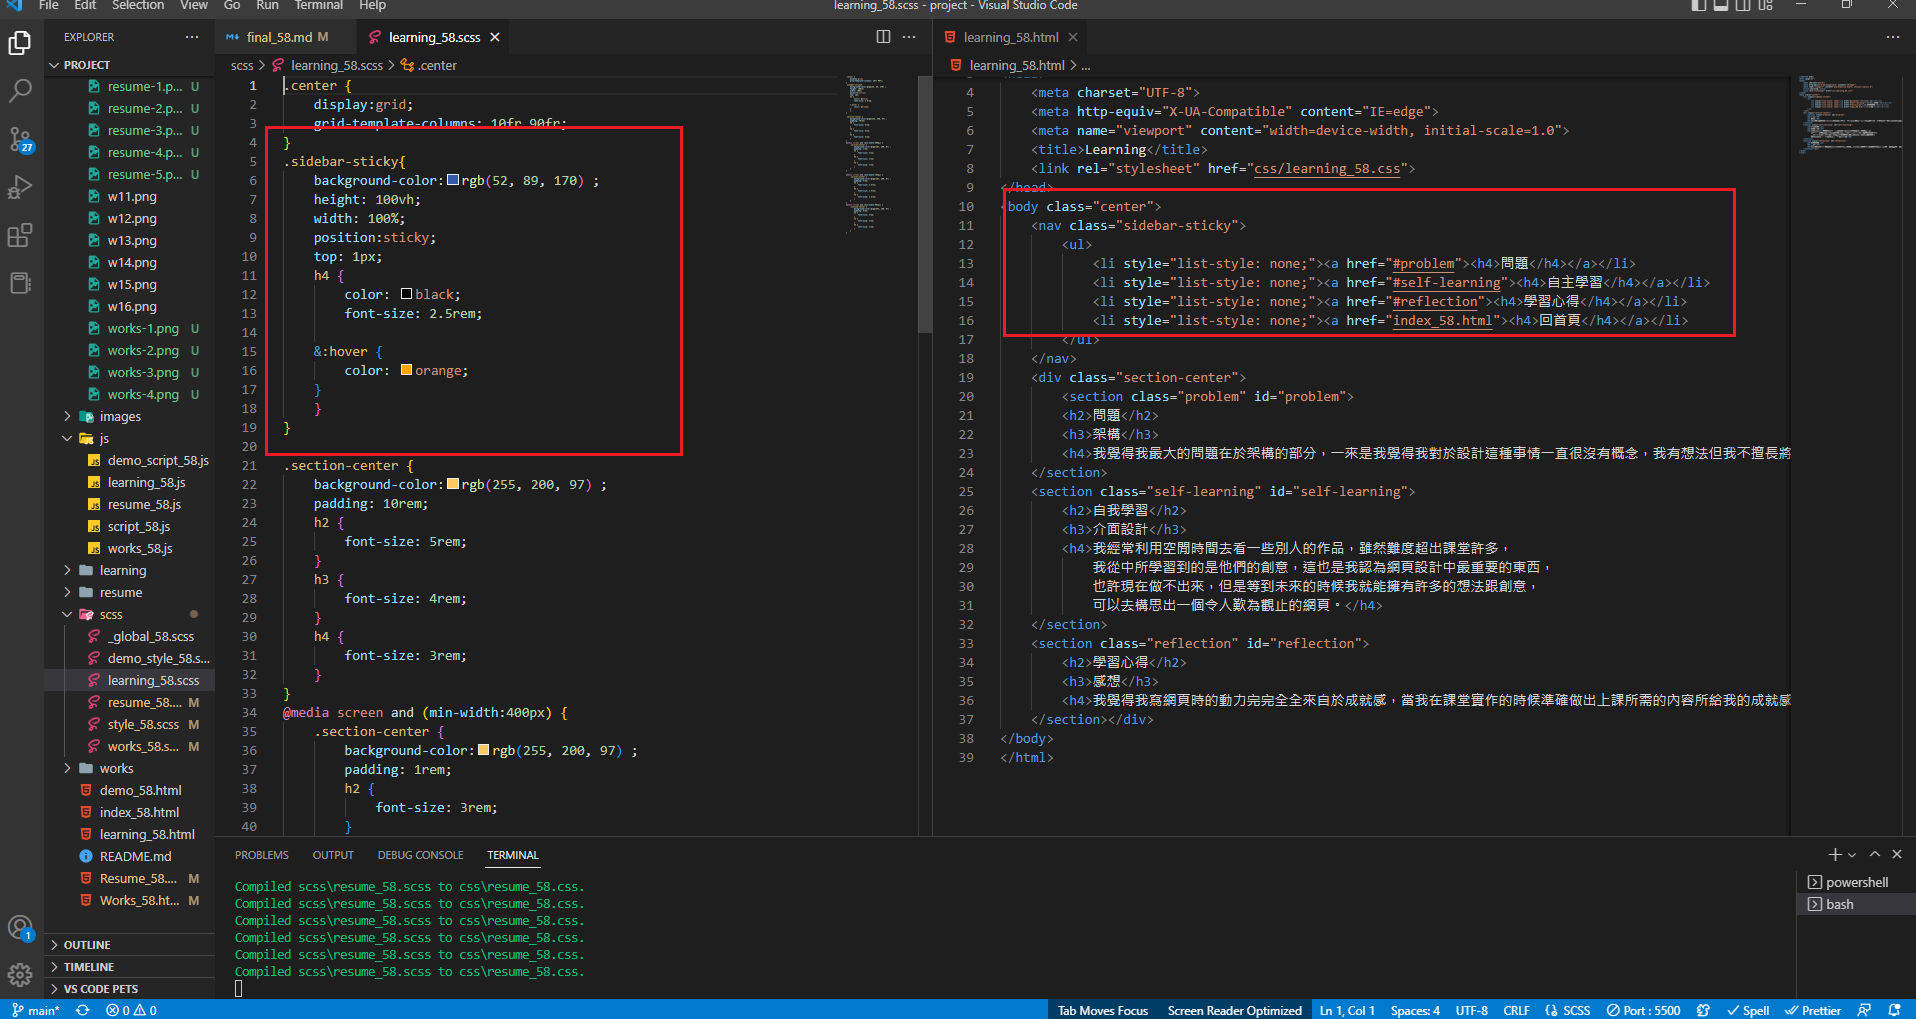 File Edit Selection View Go Run Terminal Help
learning_58.scss - project - Visual Studio Code
EXPLORER
PROJECT
resume-1.p... U
resume-2.p... U
resume-3.p... U
resume-4.p... U
resume-5.p... U
w11.png
w12.png
w13.png
w14.png
w15.png
w16.png
works-1.png U
works-2.png U
works-3.png U
works-4.png U
images
js
demo_script_58.js
learning_58.js
resume_58.js
script_58.js
works_58.js
learning
resume
scss
_global_58.scss
demo_style_58.s...
learning_58.scss
resume_58.... M
style_58.scss M
works_58.s... M
works
demo_58.html
index_58.html
learning_58.html
README.md
Resume_58.... M
Works_58.ht... M
OUTLINE
TIMELINE
VS CODE PETS
27
1
final_58.md M
learning_58.scss
scss > learning_58.scss > .center
1 .center {
2 display:grid;
3 grid-template-columns: 10fr 90fr;
4 }
5 .sidebar-sticky{
6 background-color: rgb(52, 89, 170) ;
7 height: 100vh;
8 width: 100%;
9 position:sticky;
10 top: 1px;
11 h4 {
12 color: black;
13 font-size: 2.5rem;
14
15 &:hover {
16 color: orange;
17 }
18 }
19 }
20
21 .section-center {
22 background-color: rgb(255, 200, 97) ;
23 padding: 10rem;
24 h2 {
25 font-size: 5rem;
26 }
27 h3 {
28 font-size: 4rem;
29 }
30 h4 {
31 font-size: 3rem;
32 }
33 }
34 @media screen and (min-width:400px) {
35 .section-center {
36 background-color: rgb(255, 200, 97) ;
37 padding: 1rem;
38 h2 {
39 font-size: 3rem;
40 }
learning_58.html
learning_58.html > ...
4 <meta charset="UTF-8">
5 <meta http-equiv="X-UA-Compatible" content="IE=edge">
6 <meta name="viewport" content="width=device-width, initial-scale=1.0">
7 <title>Learning</title>
8 <link rel="stylesheet" href="css/learning_58.css">
9 </head>
10 <body class="center">
11 <nav class="sidebar-sticky">
12 <ul>
13 <li style="list-style: none;"><a href="#problem"><h4>問題</h4></a></li>
14 <li style="list-style: none;"><a href="#self-learning"><h4>自主學習</h4></a></li>
15 <li style="list-style: none;"><a href="#reflection"><h4>學習心得</h4></a></li>
16 <li style="list-style: none;"><a href="index_58.html"><h4>回首頁</h4></a></li>
17 </ul>
18 </nav>
19 <div class="section-center">
20 <section class="problem" id="problem">
21 <h2>問題</h2>
22 <h3>架構</h3>
23 <h4>我覺得我最大的問題在於架構的部分，一來是我覺得我對於設計這種事情一直很沒有概念，我有想法但我不擅長將
24 </section>
25 <section class="self-learning" id="self-learning">
26 <h2>自我學習</h2>
27 <h3>介面設計</h3>
28 <h4>我經常利用空閒時間去看一些別人的作品，雖然難度超出課堂許多，
29 我從中所學習到的是他們的創意，這也是我認為網頁設計中最重要的東西，
30 也許現在做不出來，但是等到未來的時候我就能擁有許多的想法跟創意，
31 可以去構思出一個令人歎為觀止的網頁。</h4>
32 </section>
33 <section class="reflection" id="reflection">
34 <h2>學習心得</h2>
35 <h3>感想</h3>
36 <h4>我覺得我寫網頁時的動力完完全全來自於成就感，當我在課堂實作的時候準確做出上課所需的內容所給我的成就感
37 </section></div>
38 </body>
39 </html>
PROBLEMS OUTPUT DEBUG CONSOLE TERMINAL
Compiled scss\resume_58.scss to css\resume_58.css.
Compiled scss\resume_58.scss to css\resume_58.css.
Compiled scss\resume_58.scss to css\resume_58.css.
Compiled scss\resume_58.scss to css\resume_58.css.
Compiled scss\resume_58.scss to css\resume_58.css.
Compiled scss\resume_58.scss to css\resume_58.css.
powershell
bash
main* 0 0 Tab Moves Focus Screen Reader Optimized Ln 1, Col 1 Spaces: 4 UTF-8 CRLF SCSS Port : 5500 Spell Prettier